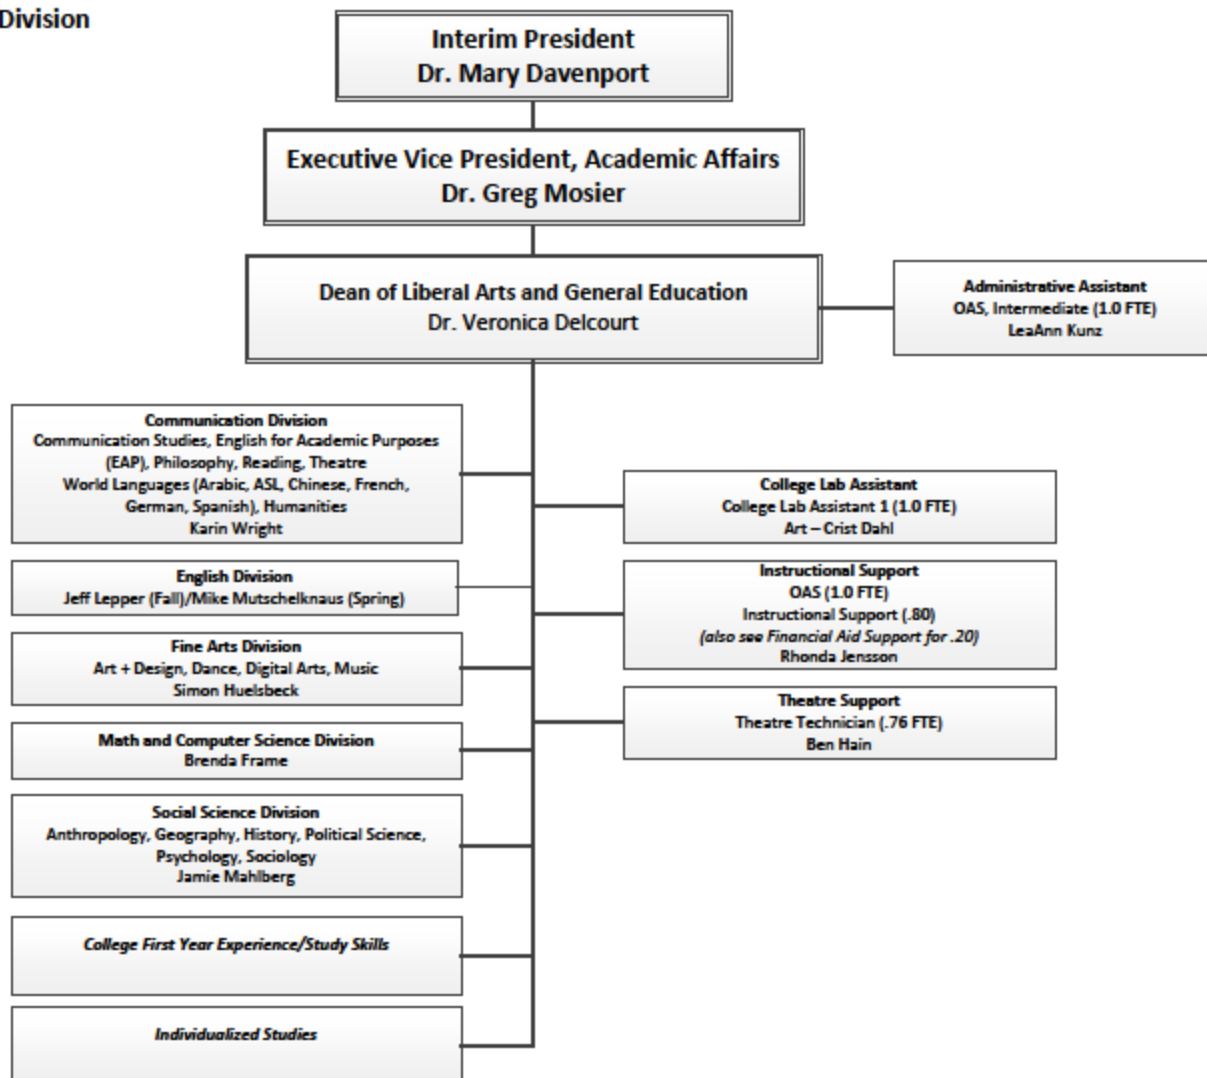 Division
Interim President
Dr. Mary Davenport
Executive Vice President, Academic Affairs
Dr. Greg Mosier
Dean of Liberal Arts and General Education
Dr. Veronica Delcourt
Administrative Assistant
OAS, Intermediate (1.0 FTE)
LeaAnn Kunz
Communication Division
Communication Studies, English for Academic Purposes
(EAP), Philosophy, Reading, Theatre
World Languages (Arabic, ASL, Chinese, French,
German, Spanish), Humanities
Karin Wright
English Division
Jeff Lepper (Fall)/Mike Mutschelknaus (Spring)
Fine Arts Division
Art + Design, Dance, Digital Arts, Music
Simon Huelsbeck
Math and Computer Science Division
Brenda Frame
Social Science Division
Anthropology, Geography, History, Political Science,
Psychology, Sociology
Jamie Mahlberg
College First Year Experience/Study Skills
Individualized Studies
College Lab Assistant
College Lab Assistant 1 (1.0 FTE)
Art – Crist Dahl
Instructional Support
OAS (1.0 FTE)
Instructional Support (.80)
(also see Financial Aid Support for .20)
Rhonda Jensson
Theatre Support
Theatre Technician (.76 FTE)
Ben Hain